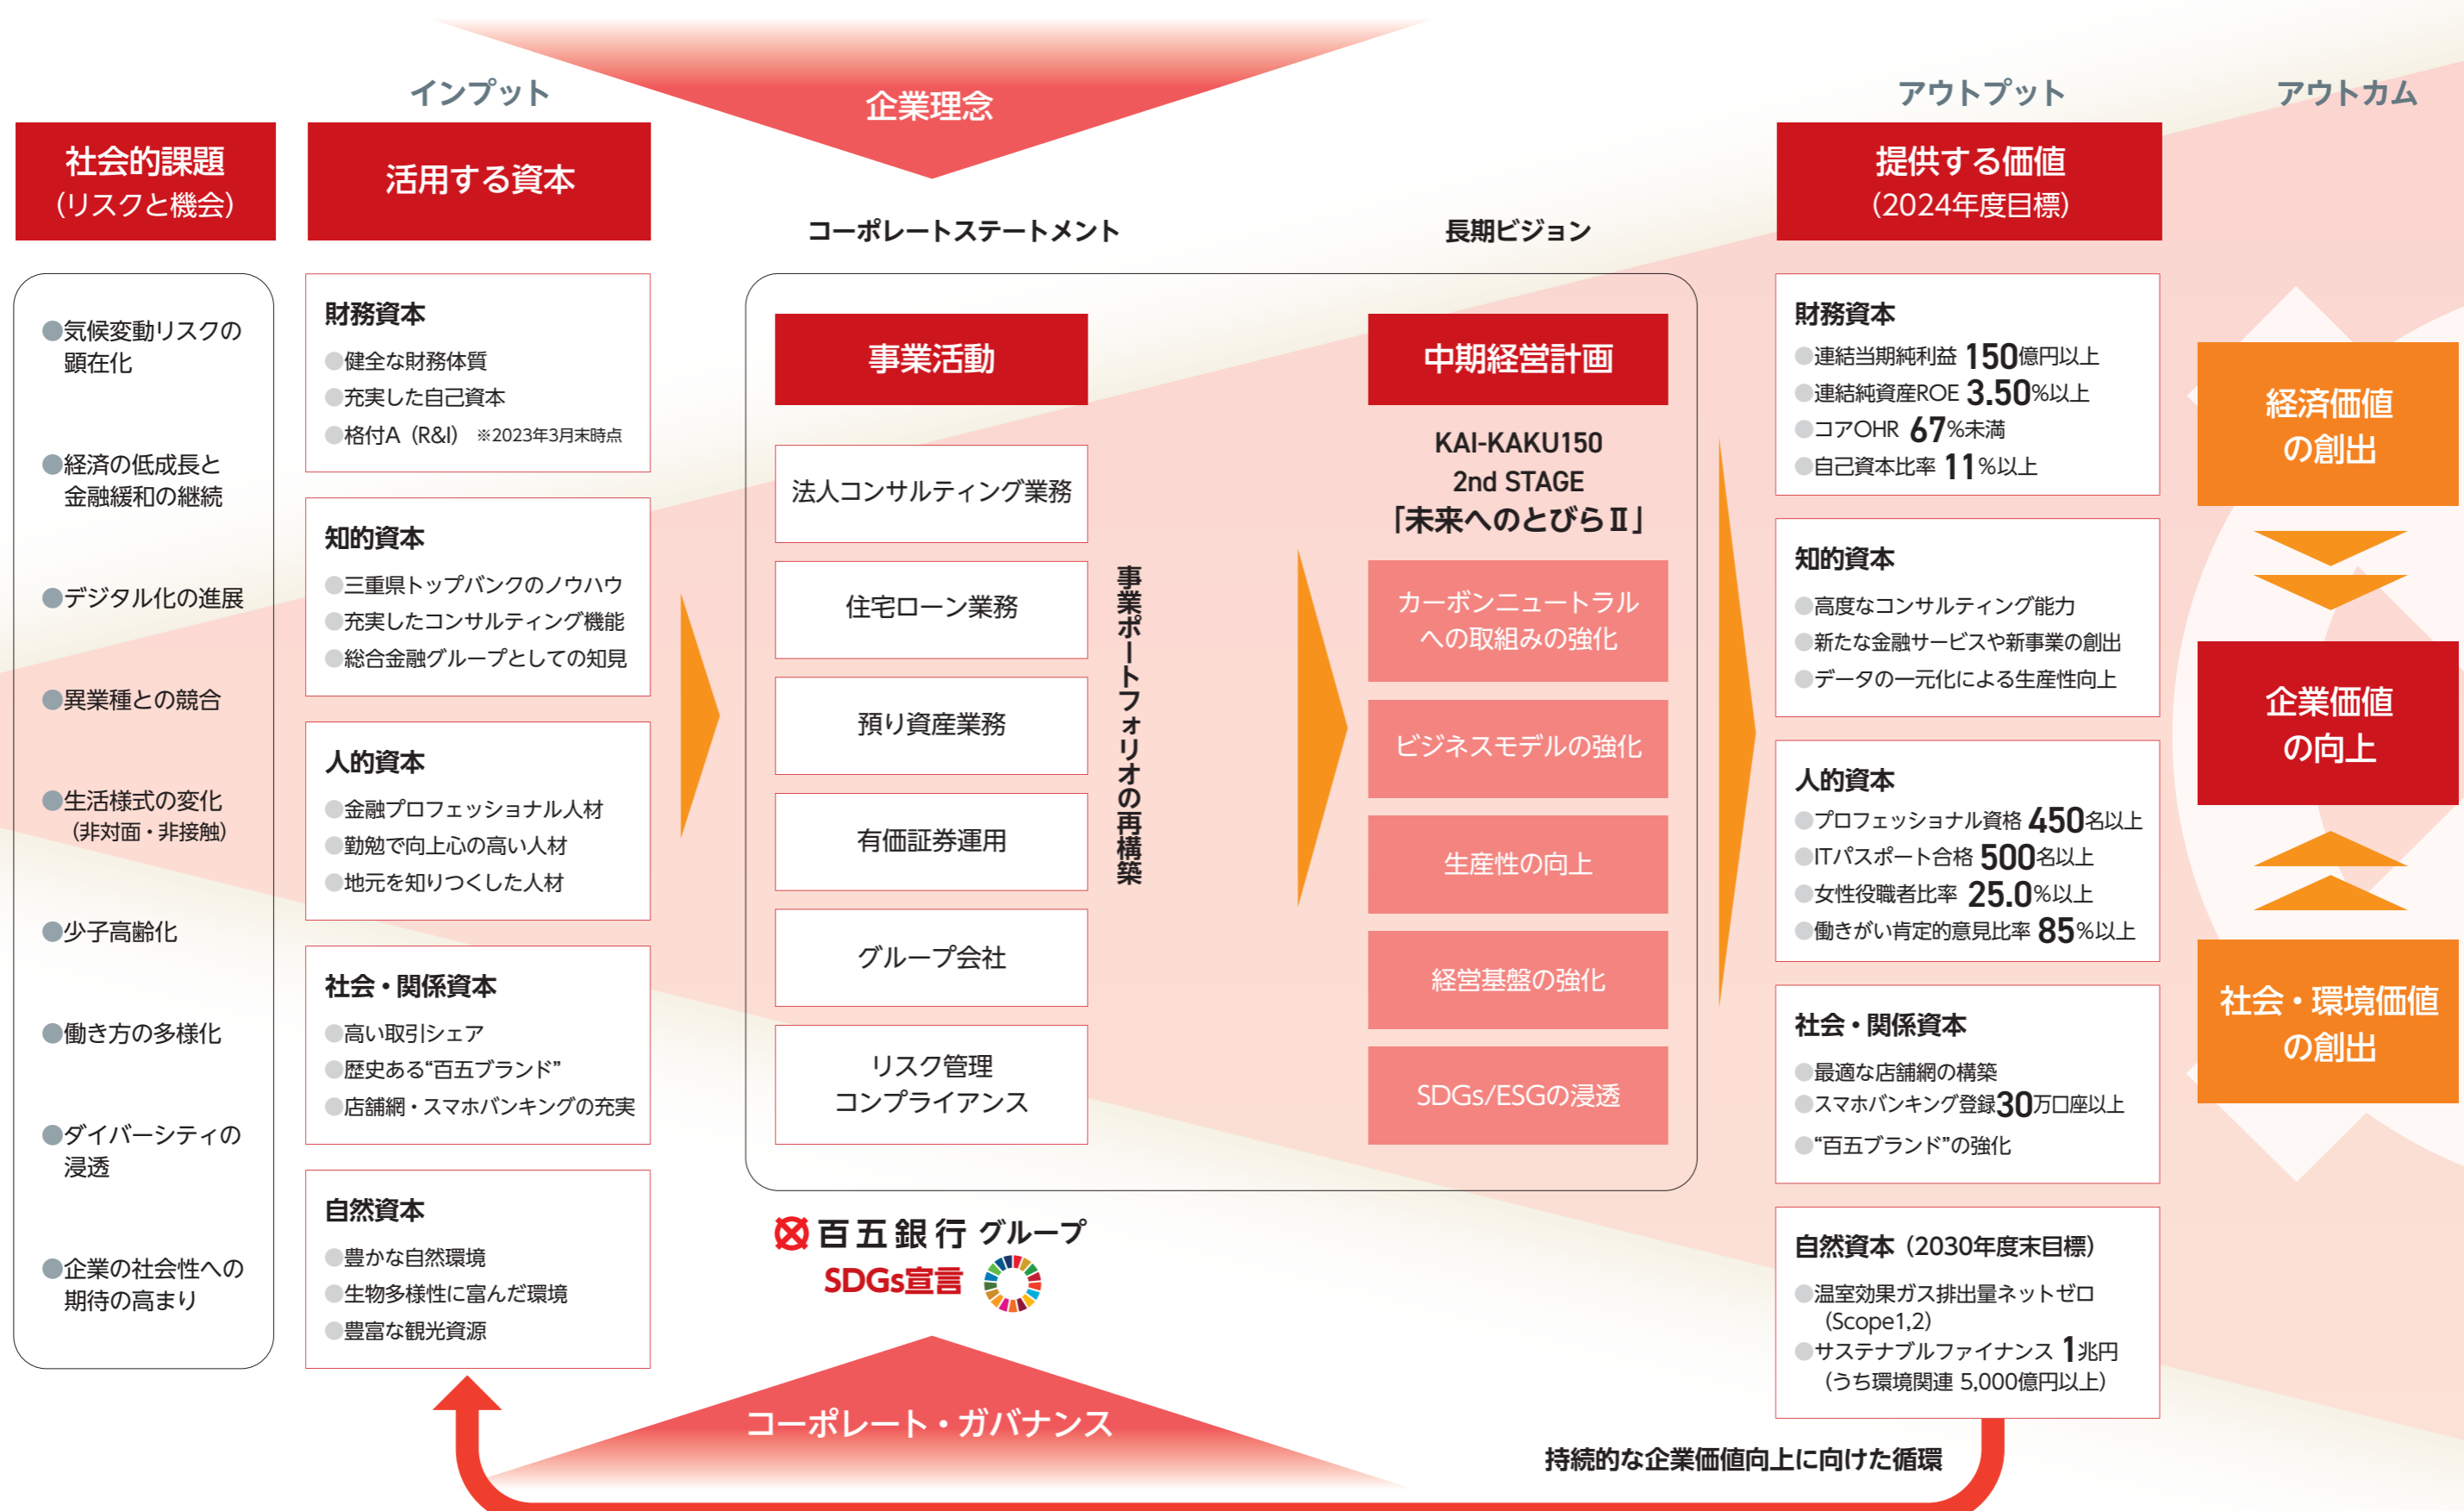 企業理念
インプット
アウトプット
アウトカム
社会的課題
（リスクと機会）
●気候変動リスクの
顕在化
●経済の低成長と
金融緩和の継続
●デジタル化の進展
●異業種との競合
●生活様式の変化
（非対面・非接触）
●少子高齢化
●働き方の多様化
●ダイバーシティの
浸透
●企業の社会性への
期待の高まり
活用する資本
財務資本
●健全な財務体質
●充実した自己資本
●格付A（R&I） ※2023年3月末時点
知的資本
●三重県トップバンクのノウハウ
●充実したコンサルティング機能
●総合金融グループとしての知見
人的資本
●金融プロフェッショナル人材
●勤勉で向上心の高い人材
●地元を知りつくした人材
社会・関係資本
●高い取引シェア
●歴史ある“百五ブランド”
●店舗網・スマホバンキングの充実
自然資本
●豊かな自然環境
●生物多様性に富んだ環境
●豊富な観光資源
コーポレートステートメント
長期ビジョン
事業活動
法人コンサルティング業務
住宅ローン業務
預り資産業務
有価証券運用
グループ会社
リスク管理
コンプライアンス
事業ポートフォリオの再構築
中期経営計画
KAI-KAKU150
2nd STAGE
「未来へのとびらⅡ」
カーボンニュートラル
への取組みの強化
ビジネスモデルの強化
生産性の向上
経営基盤の強化
SDGs/ESGの浸透
百五銀行 グループ
SDGs宣言
コーポレート・ガバナンス
提供する価値
（2024年度目標）
財務資本
●連結当期純利益 150億円以上
●連結純資産ROE 3.50%以上
●コアOHR 67%未満
●自己資本比率 11%以上
知的資本
●高度なコンサルティング能力
●新たな金融サービスや新事業の創出
●データの一元化による生産性向上
人的資本
●プロフェッショナル資格 450名以上
●ITパスポート合格 500名以上
●女性役職者比率 25.0%以上
●働きがい肯定的意見比率 85%以上
社会・関係資本
●最適な店舗網の構築
●スマホバンキング登録30万口座以上
●“百五ブランド”の強化
自然資本（2030年度末目標）
●温室効果ガス排出量ネットゼロ
（Scope1,2）
●サステナブルファイナンス 1兆円
（うち環境関連 5,000億円以上）
経済価値
の創出
企業価値
の向上
社会・環境価値
の創出
持続的な企業価値向上に向けた循環